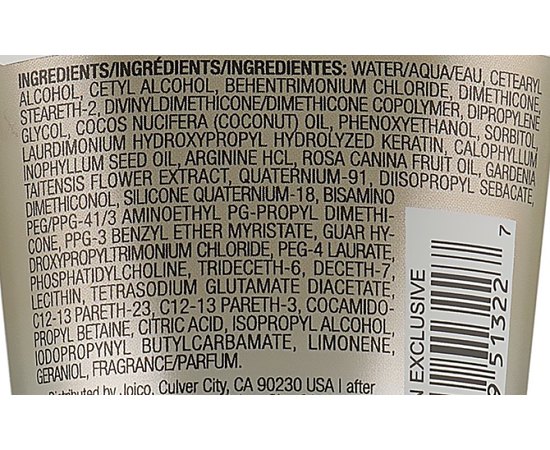 INGREDIENTS/INGRÉDIENTS/INGREDIENTES: WATER/AQUA/EAU, CETEARYL
ALCOHOL, CETYL ALCOHOL, BEHENTRIMONIUM CHLORIDE, DIMETHICONE,
STEARETH-2, DIVINYLDIMETHICONE/DIMETHICONE COPOLYMER, DIPROPYLENE
GLYCOL, COCOS NUCIFERA (COCONUT) OIL, PHENOXYETHANOL, SORBITOL
LAURDIMONIUM HYDROXYPROPYL HYDROLYZED KERATIN, CALOPHYLLUM
INOPHYLLUM SEED OIL, ARGININE HCL, ROSA CANINA FRUIT OIL, GARDENIA
TAITENSIS FLOWER EXTRACT, QUATERNIUM-91, DIISOPROPYL SEBACATE,
DIMETHICONOL, SILICONE QUATERNIUM-18, BISAMINO
PEG/PPG-41/3 AMINOETHYL PG-PROPYL DIMETHI-
CONE, PPG-3 BENZYL ETHER MYRISTATE, GUAR HY-
DROXYPROPYLTRIMONIUM CHLORIDE, PEG-4 LAURATE,
PHOSPHATIDYLCHOLINE, TRIDECETH-6, DECETH-7,
LECITHIN, TETRASODIUM GLUTAMATE DIACETATE,
C12-13 PARETH-23, C12-13 PARETH-3, COCAMIDO-
PROPYL BETAINE, CITRIC ACID, ISOPROPYL ALCOHOL,
IODOPROPYNYL BUTYLCARBAMATE, LIMONENE,
GERANIOL, FRAGRANCE/PARFUM.
Distributed by Joico, Culver City, CA 90230 USA | after
N EXCLUSIVE
9 51322 7